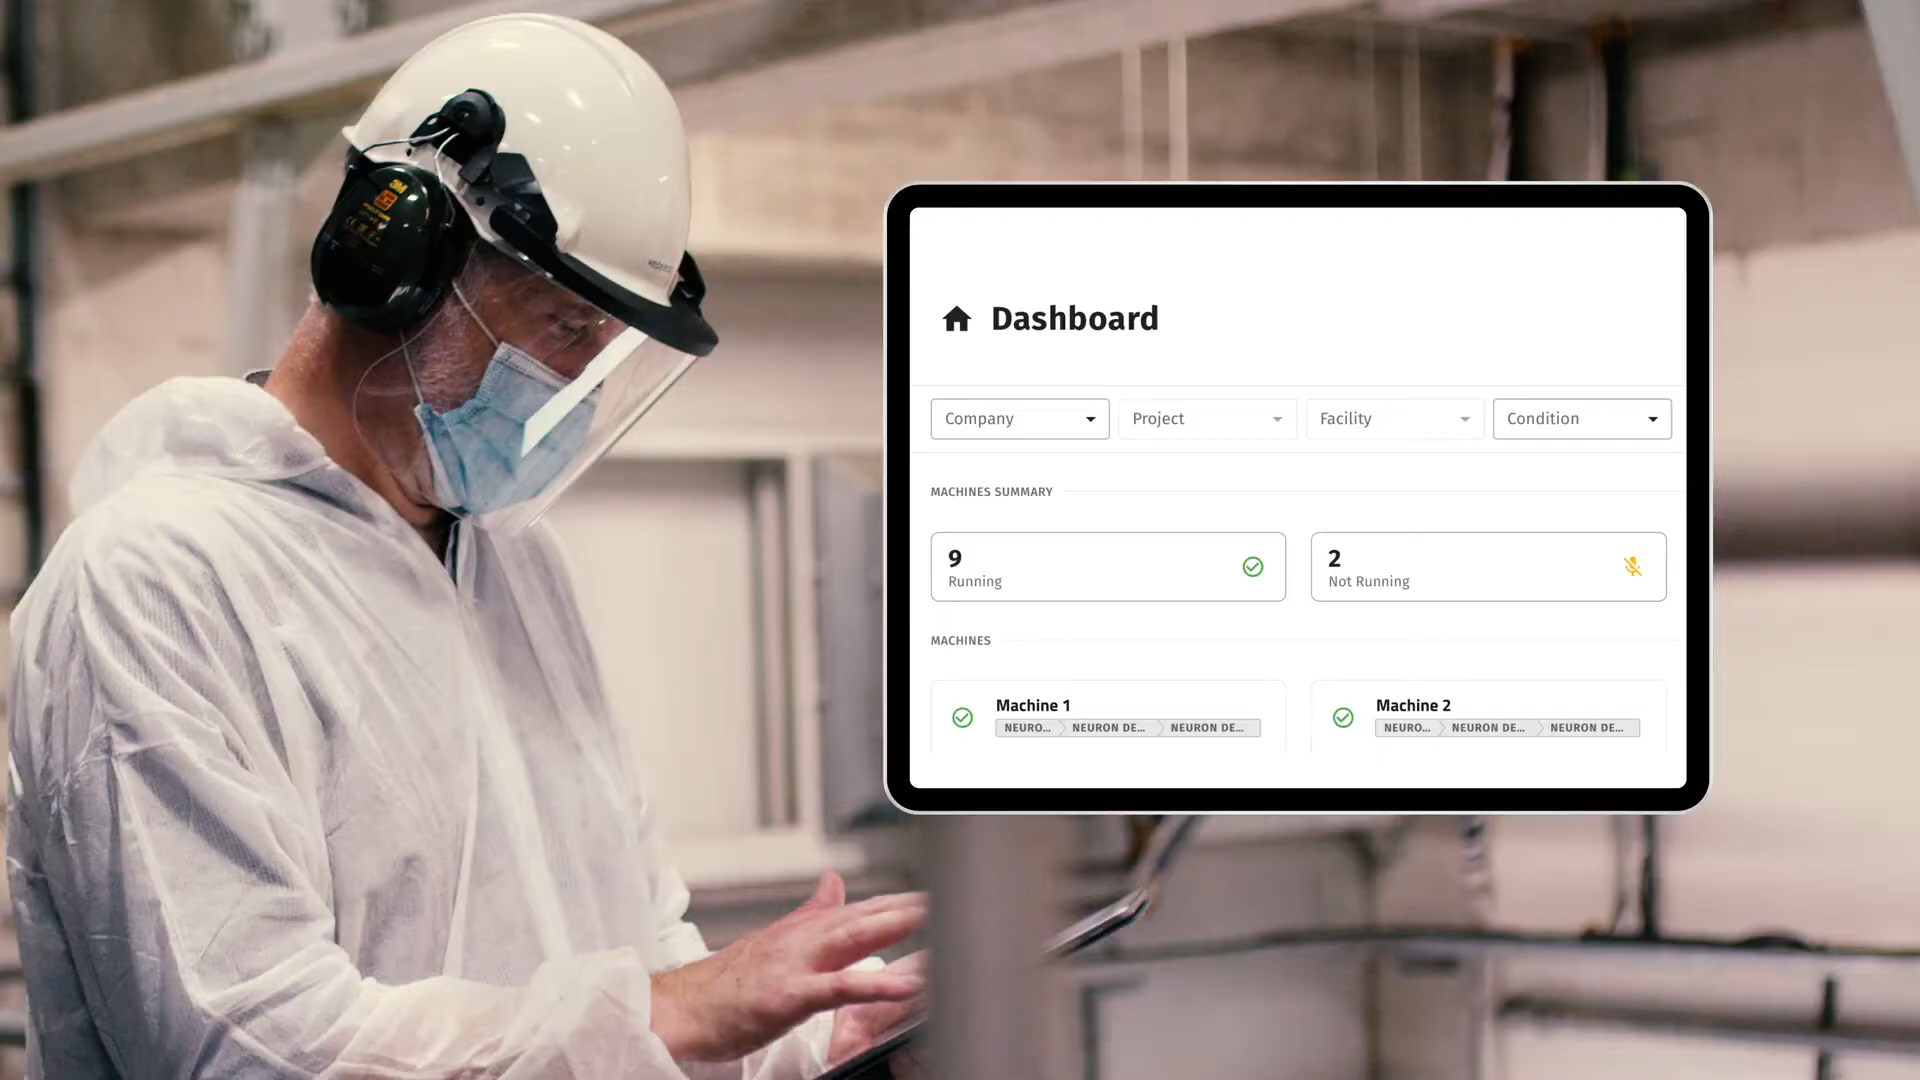 3M
Dashboard
Company
Project
Facility
Condition
MACHINES SUMMARY
9
Running
2
Not Running
MACHINES
Machine 1
NEURO... NEURON DE... NEURON DE...
Machine 2
NEURO... NEURON DE... NEURON DE...